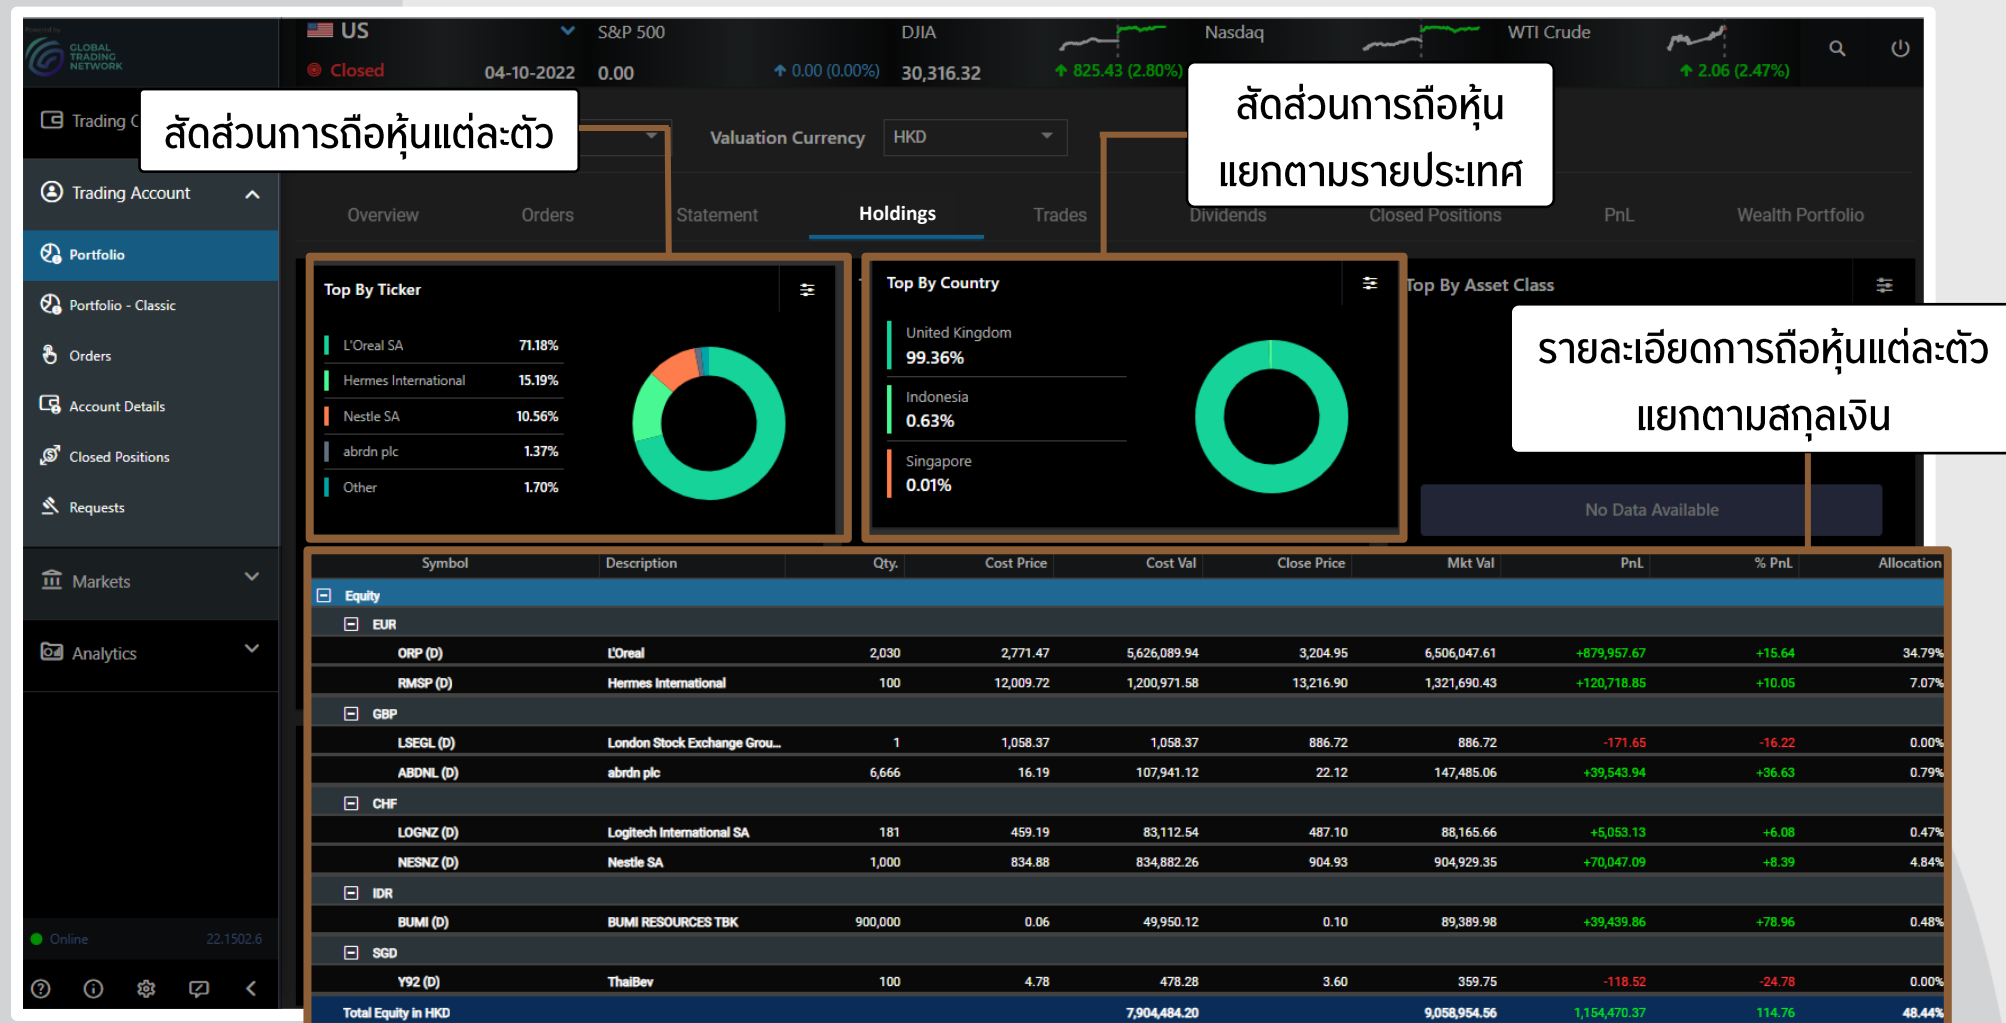 Powered by
GLOBAL
TRADING
NETWORK
US
S&P 500
DJIA
Nasdaq
WTI Crude
Closed
04-10-2022
0.00
0.00 (0.00%)
30,316.32
825.43 (2.80%)
2.06 (2.47%)
สัดส่วนการถือหุ้นแต่ละตัว
สัดส่วนการถือหุ้น
แยกตามรายประเทศ
รายละเอียดการถือหุ้นแต่ละตัว
แยกตามสกุลเงิน
Trading C
Valuation Currency HKD
Trading Account
Portfolio
Portfolio - Classic
Orders
Account Details
Closed Positions
Requests
Markets
Analytics
Online 22.1502.6
Overview Orders Statement Holdings Trades Dividends Closed Positions PnL Wealth Portfolio
Top By Ticker
L'Oreal SA 71.18%
Hermes International 15.19%
Nestle SA 10.56%
abrdn plc 1.37%
Other 1.70%
Top By Country
United Kingdom
99.36%
Indonesia
0.63%
Singapore
0.01%
Top By Asset Class
No Data Available
Symbol Description Qty. Cost Price Cost Val Close Price Mkt Val PnL % PnL Allocation
Equity
EUR
ORP (D) L'Oreal 2,030 2,771.47 5,626,089.94 3,204.95 6,506,047.61 +879,957.67 +15.64 34.79%
RMSP (D) Hermes International 100 12,009.72 1,200,971.58 13,216.90 1,321,690.43 +120,718.85 +10.05 7.07%
GBP
LSEGL (D) London Stock Exchange Grou... 1 1,058.37 1,058.37 886.72 886.72 -171.65 -16.22 0.00%
ABDNL (D) abrdn plc 6,666 16.19 107,941.12 22.12 147,485.06 +39,543.94 +36.63 0.79%
CHF
LOGNZ (D) Logitech International SA 181 459.19 83,112.54 487.10 88,165.66 +5,053.13 +6.08 0.47%
NESNZ (D) Nestle SA 1,000 834.88 834,882.26 904.93 904,929.35 +70,047.09 +8.39 4.84%
IDR
BUMI (D) BUMI RESOURCES TBK 900,000 0.06 49,950.12 0.10 89,389.98 +39,439.86 +78.96 0.48%
SGD
Y92 (D) ThaiBev 100 4.78 478.28 3.60 359.75 -118.52 -24.78 0.00%
Total Equity in HKD 7,904,484.20 9,058,954.56 1,154,470.37 114.76 48.44%